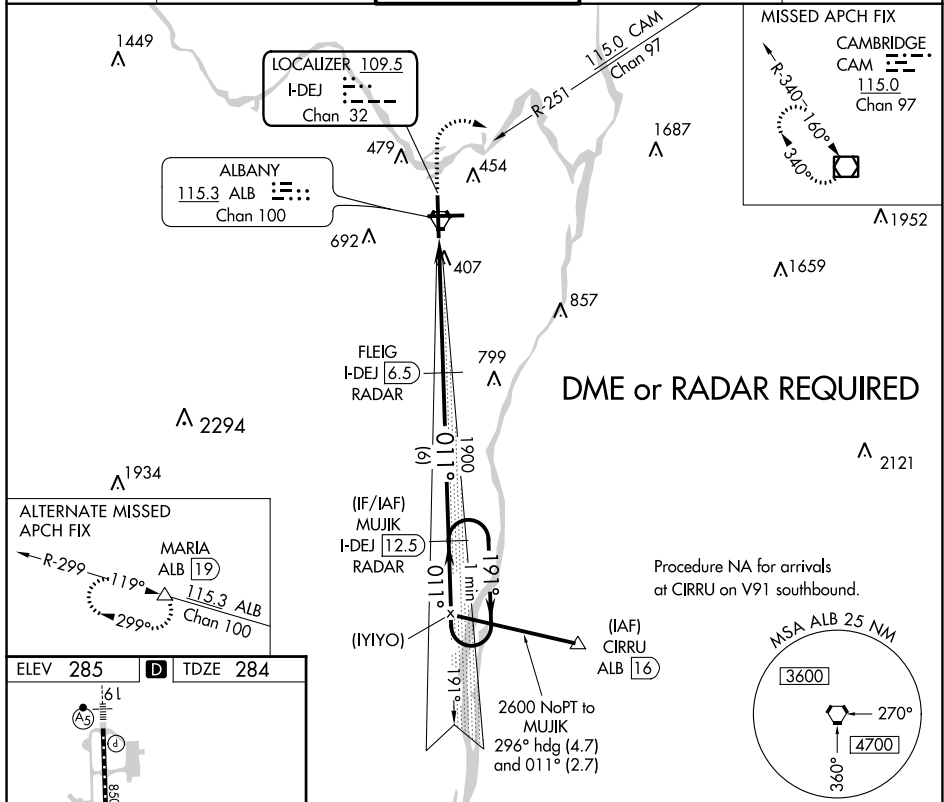 1449
LOCALIZER 109.5
I-DEJ
Chan 32
115.0 CAM
Chan 97
R-251
MISSED APCH FIX
CAMBRIDGE
CAM
115.0
Chan 97
R-340
160°
340°
479
454
1687
ALBANY
115.3 ALB
Chan 100
692
407
1952
1659
857
FLEIG
I-DEJ 6.5
RADAR
799
DME or RADAR REQUIRED
2294
011°
(6)
1900
1934
2121
ALTERNATE MISSED
APCH FIX
R-299
119°
299°
MARIA
ALB 19
115.3 ALB
Chan 100
(IF/IAF)
MUJIK
I-DEJ 12.5
RADAR
011°
191°
1 min
(IYIYO)
x
191°
Procedure NA for arrivals
at CIRRU on V91 southbound.
(IAF)
CIRRU
ALB 16
2600 NoPT to
MUJIK
296° hdg (4.7)
and 011° (2.7)
MSA ALB 25 NM
3600
270°
4700
360°
ELEV 285
D
TDZE 284
19
A5
P
850